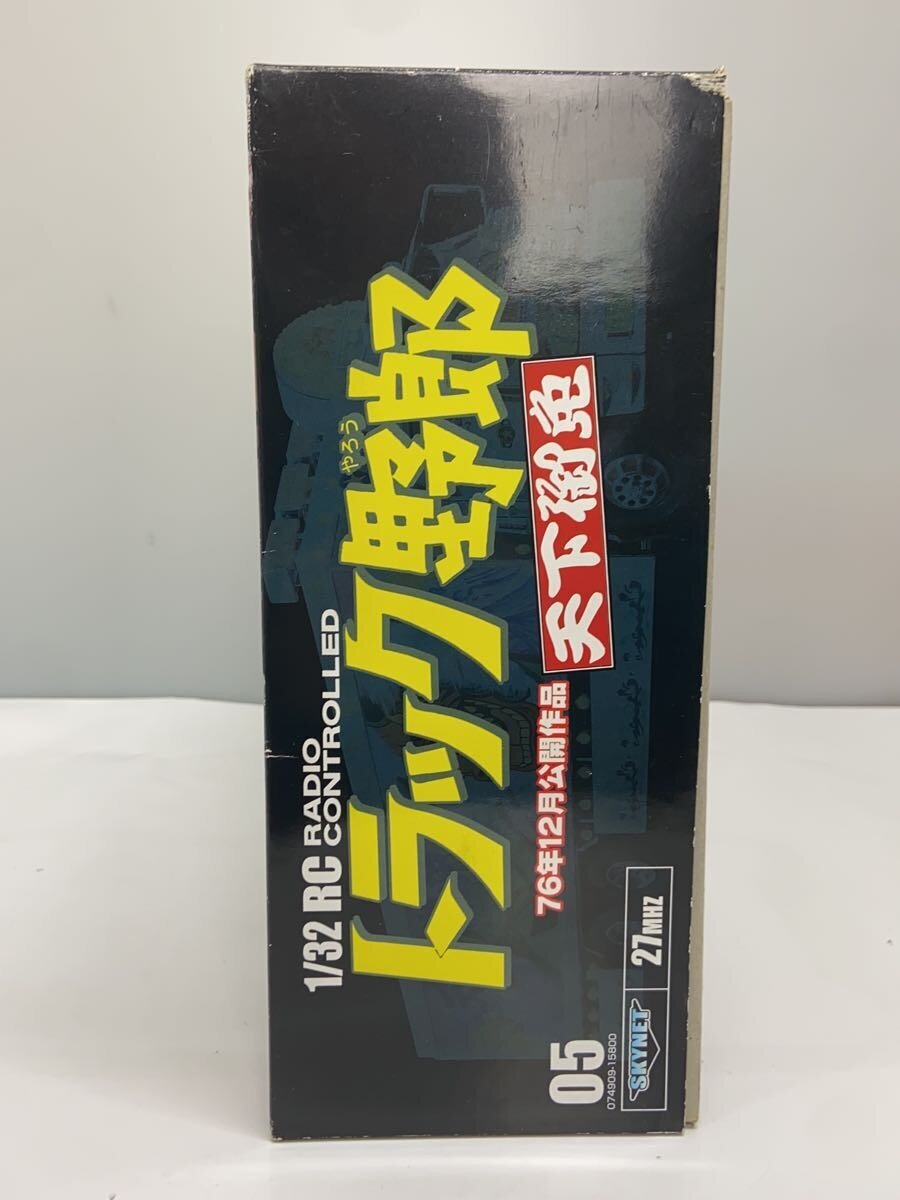 1/32 RC RADIO
CONTROLLED
やろう
トラック野郎
76年12月公開作品
天下御免
05
074909-15800
SKYNET
27MHZ